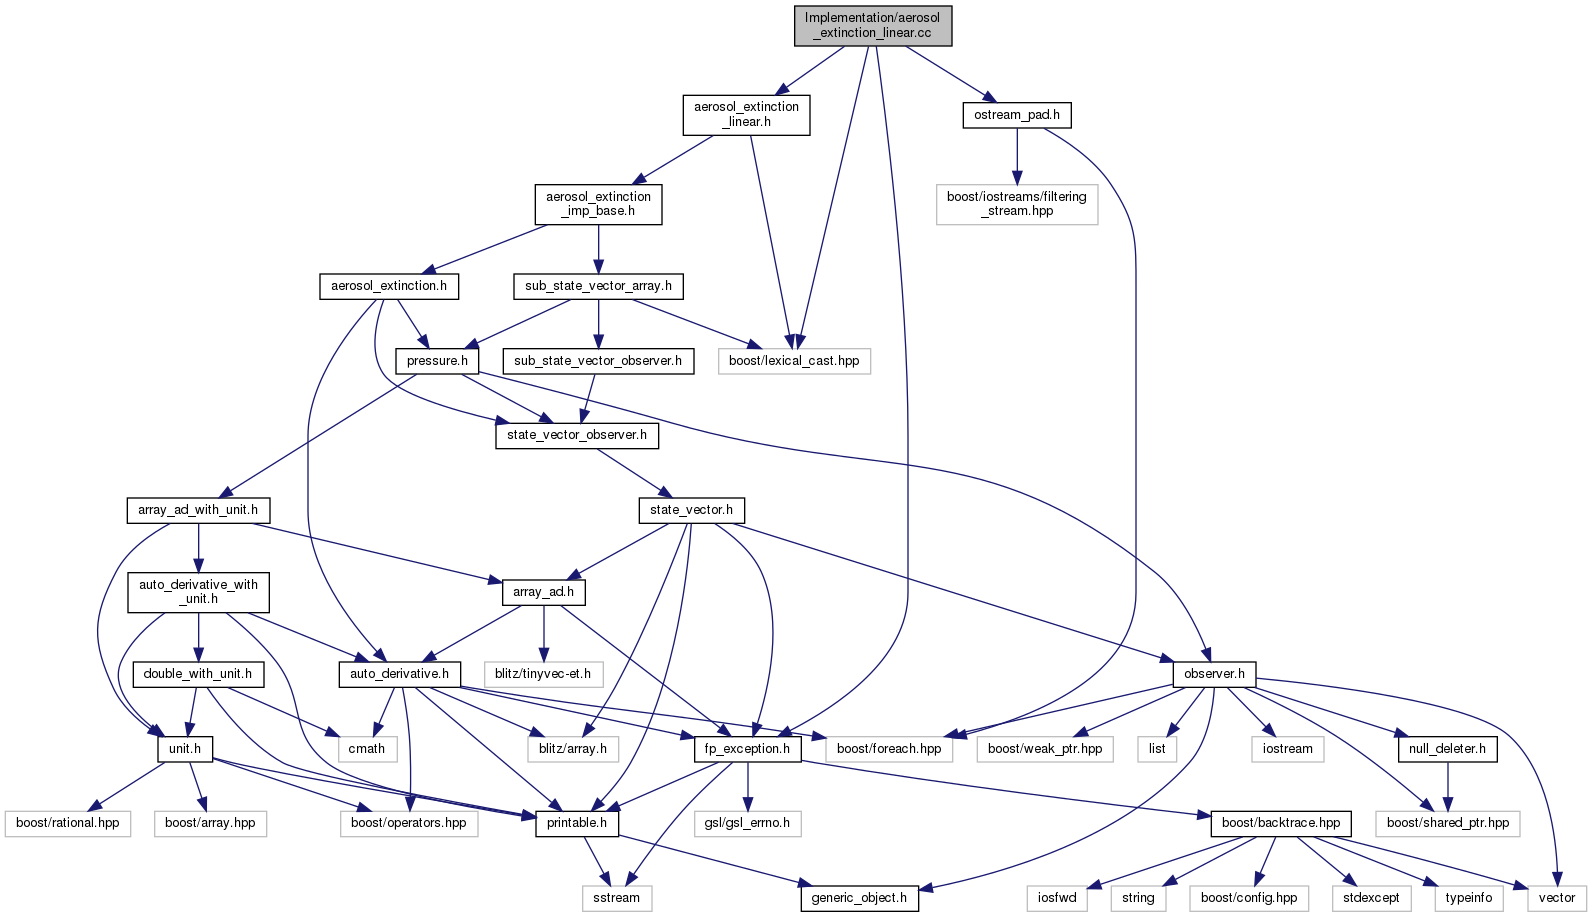 Implementation/aerosol
_extinction_linear.cc
aerosol_extinction
_linear.h
ostream_pad.h
aerosol_extinction
_imp_base.h
boost/iostreams/filtering
_stream.hpp
aerosol_extinction.h
sub_state_vector_array.h
pressure.h
sub_state_vector_observer.h
boost/lexical_cast.hpp
state_vector_observer.h
array_ad_with_unit.h
state_vector.h
auto_derivative_with
_unit.h
array_ad.h
double_with_unit.h
auto_derivative.h
blitz/tinyvec-et.h
observer.h
unit.h
cmath
blitz/array.h
fp_exception.h
boost/foreach.hpp
boost/weak_ptr.hpp
list
iostream
null_deleter.h
boost/rational.hpp
boost/array.hpp
boost/operators.hpp
printable.h
gsl/gsl_errno.h
boost/backtrace.hpp
boost/shared_ptr.hpp
sstream
generic_object.h
iosfwd
string
boost/config.hpp
stdexcept
typeinfo
vector